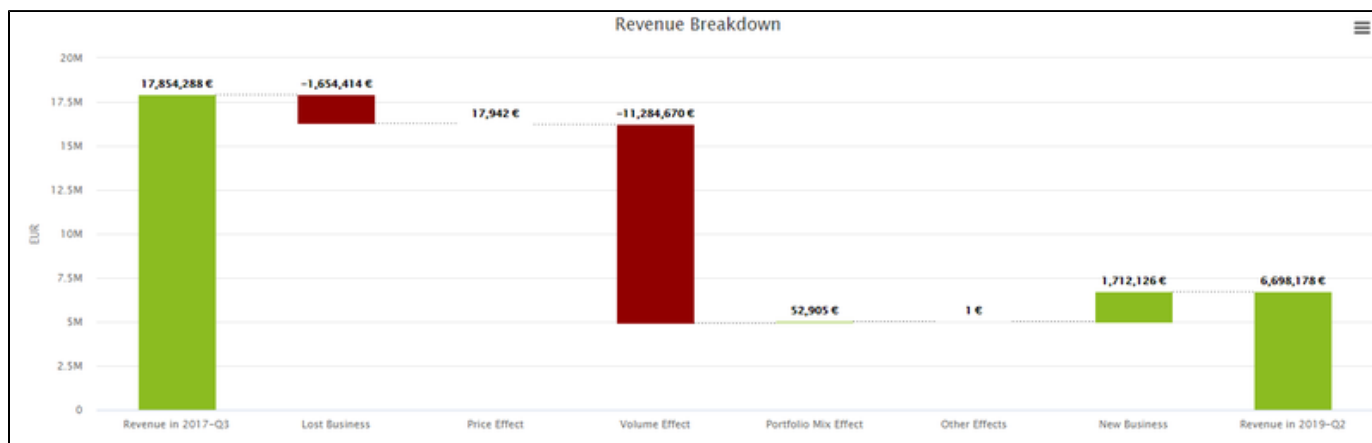 Revenue Breakdown
20M
17,854,288 €
-1,654,414 €
17.5M
17,942 €
-11,284,670 €
15M
12.5M
EUR
10M
7.5M
1,712,126 €
6,698,178 €
52,905 €
1 €
5M
2.5M
0
Revenue in 2017-Q3
Lost Business
Price Effect
Volume Effect
Portfolio Mix Effect
Other Effects
New Business
Revenue in 2019-Q2